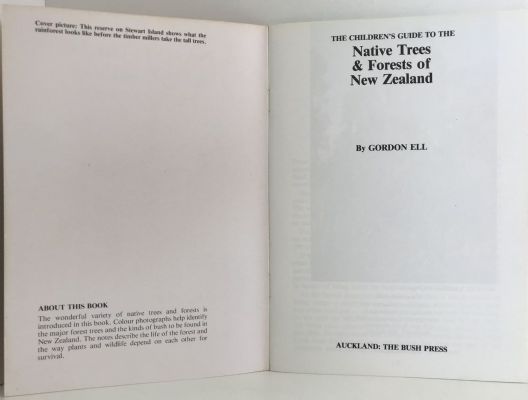 Cover picture: This reserve on Stewart Island shows what the
rainforest looks like before the timber millers take the tall trees.
ABOUT THIS BOOK
The wonderful variety of native trees and forests is
introduced in this book. Colour photographs help identify
the major forest trees and the kinds of bush to be found in
New Zealand. The notes describe the life of the forest and
the way plants and wildlife depend on each other for
survival.
THE CHILDREN'S GUIDE TO THE
Native Trees
& Forests of
New Zealand
By GORDON ELL
AUCKLAND: THE BUSH PRESS